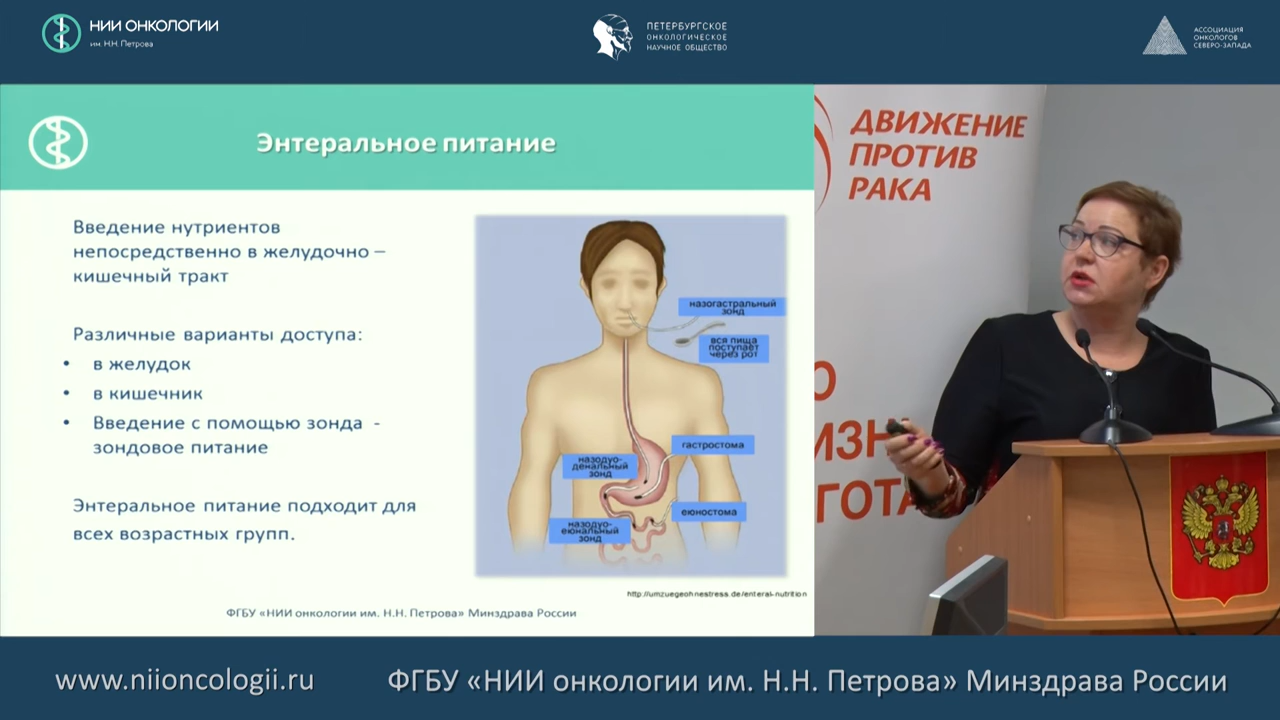 НИИ ОНКОЛОГИИ
им. Н.Н. Петрова
ПЕТЕРБУРГСКОЕ
ОНКОЛОГИЧЕСКОЕ
НАУЧНОЕ ОБЩЕСТВО
АССОЦИАЦИЯ
ОНКОЛОГОВ
СЕВЕРО-ЗАПАДА
Энтеральное питание
Введение нутриентов
непосредственно в желудочно –
кишечный тракт
Различные варианты доступа:
• в желудок
• в кишечник
• Введение с помощью зонда -
зондовое питание
Энтеральное питание подходит для
всех возрастных групп.
назогастральный
зонд
вся пища
поступает
через рот
гастростома
назодуо-
денальный
зонд
еюностома
назодуо-
еюнальный
зонд
http://umzuegeohnestress.de/enteral-nutrition
ФГБУ «НИИ онкологии им. Н.Н. Петрова» Минздрава России
ДВИЖЕНИЕ
ПРОТИВ
РАКА
www.niioncologii.ru
ФГБУ «НИИ онкологии им. Н.Н. Петрова» Минздрава России